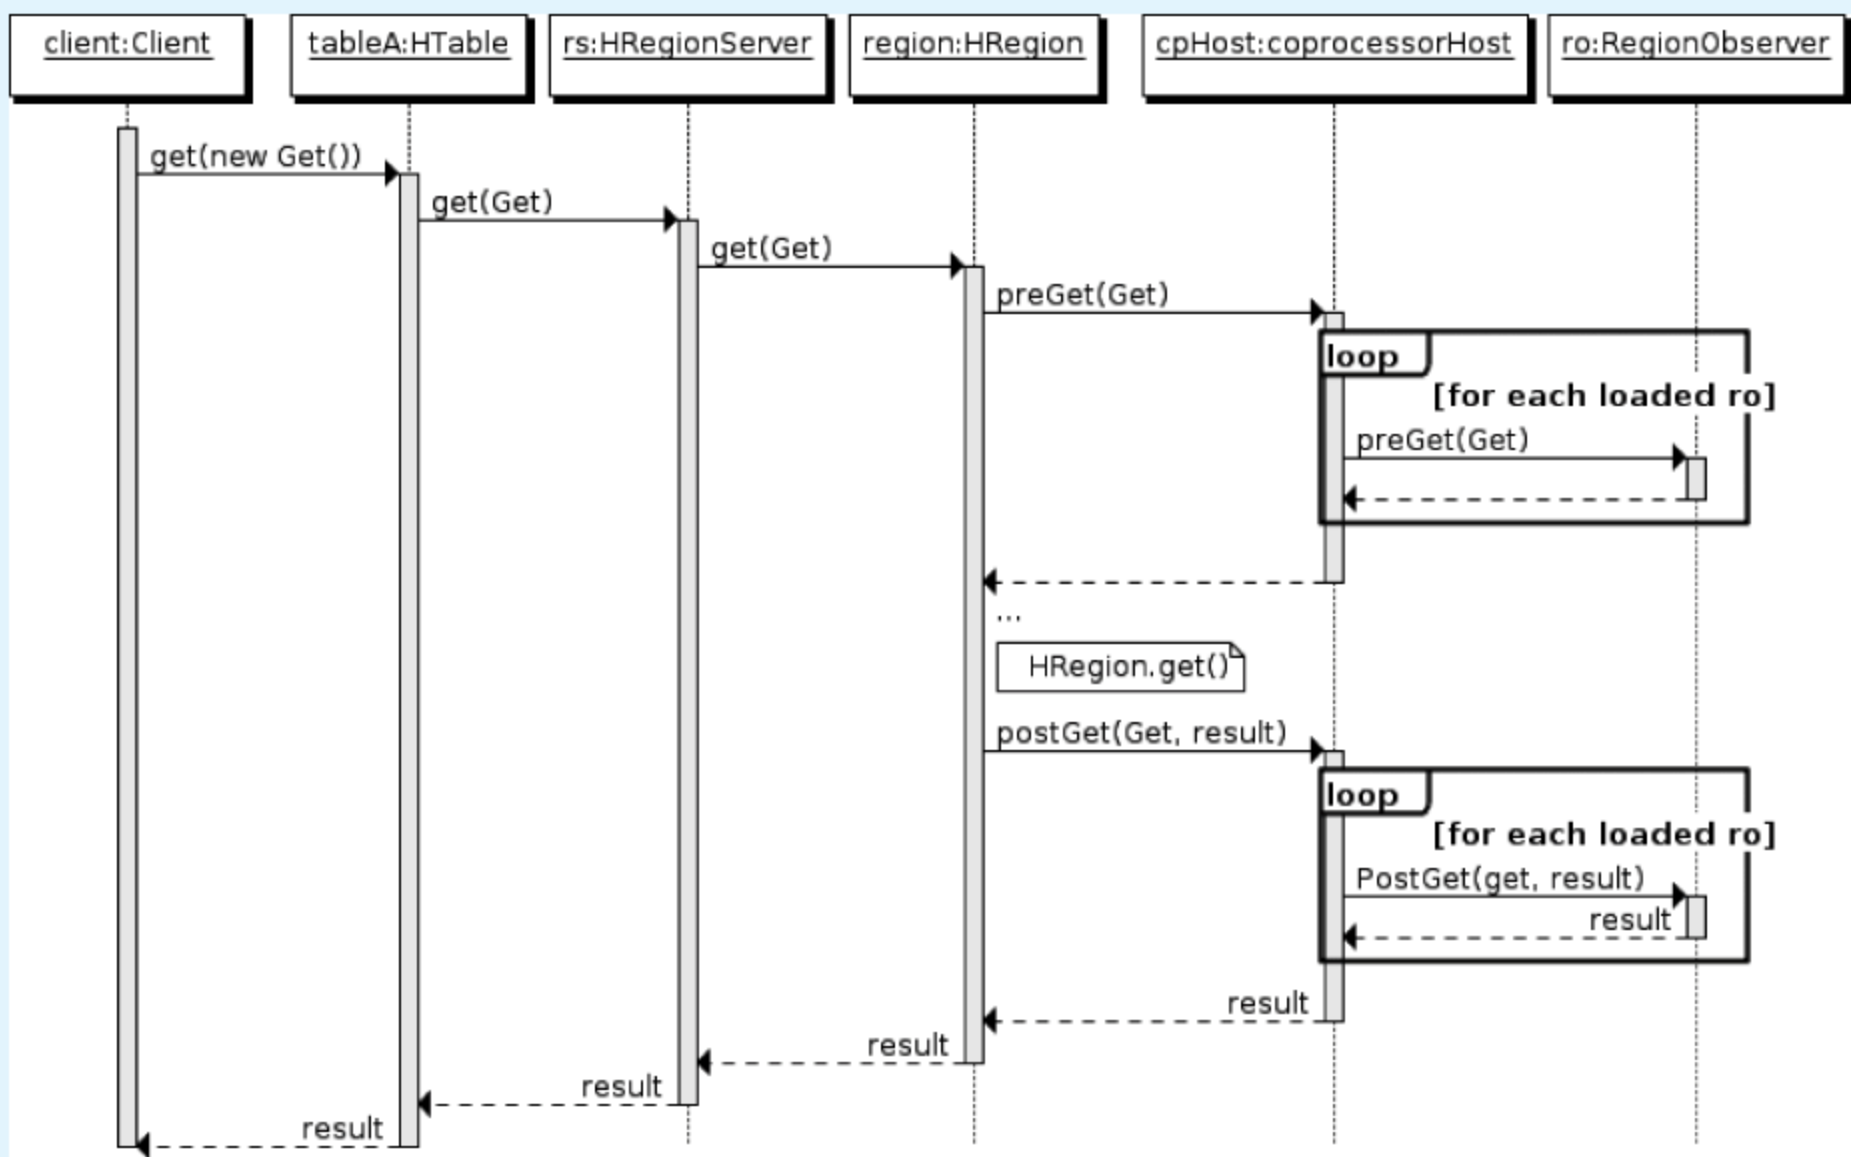 client:Client
tableA:HTable
rs:HRegionServer
region:HRegion
cpHost:coprocessorHost
ro:RegionObserver
get(new Get())
get(Get)
get(Get)
preGet(Get)
loop
[for each loaded ro]
preGet(Get)
...
HRegion.get()
postGet(Get, result)
loop
[for each loaded ro]
PostGet(get, result)
result
result
result
result
result